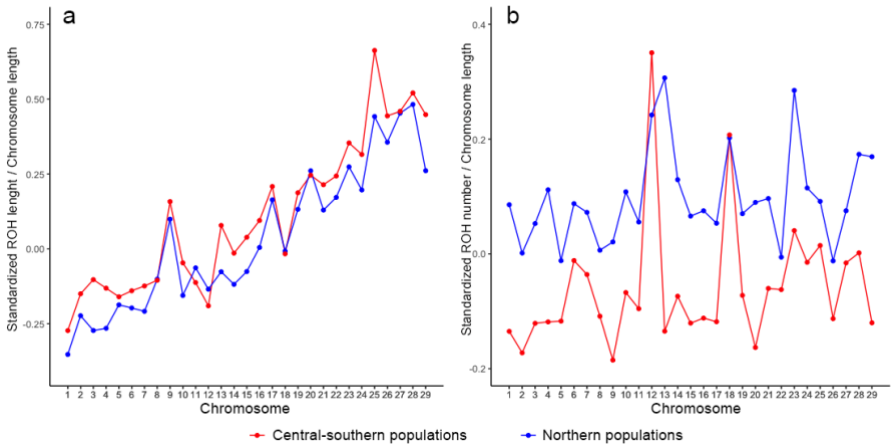 a
b
Standardized ROH lenght / Chromosome length
0.75
0.50
0.25
0.00
-0.25
1 2 3 4 5 6 7 8 9 10 11 12 13 14 15 16 17 18 19 20 21 22 23 24 25 26 27 28 29
Chromosome
Standardized ROH number / Chromosome length
0.4
0.2
0.0
-0.2
1 2 3 4 5 6 7 8 9 10 11 12 13 14 15 16 17 18 19 20 21 22 23 24 25 26 27 28 29
Chromosome
Central-southern populations
Northern populations